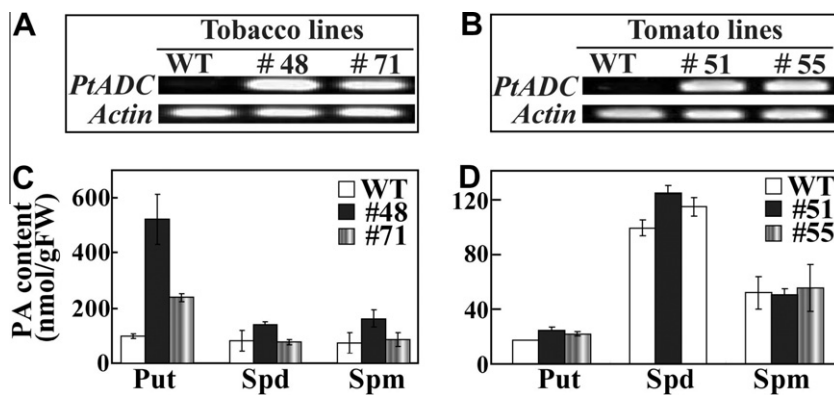 A
Tobacco lines
WT # 48 # 71
PtADC
Actin
B
Tomato lines
WT # 51 # 55
PtADC
Actin
C
PA content
(nmol/gFW)
600
400
200
0
WT
#48
#71
Put Spd Spm
D
120
80
40
0
WT
#51
#55
Put Spd Spm